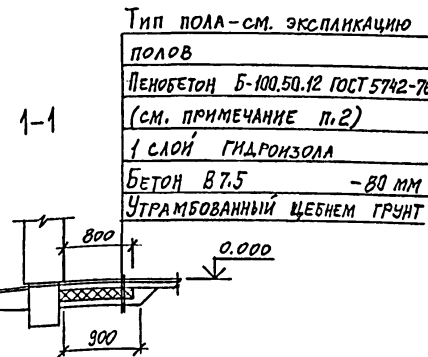 Тип пола-см. экспликацию
полов
Пенобетон Б-100.50.12 ГОСТ 5742-76
(см. примечание п.2)
1 слой гидроизола
Бетон В 7.5 -80 мм
Утрамбованный щебнем грунт
1-1
800
0.000
900